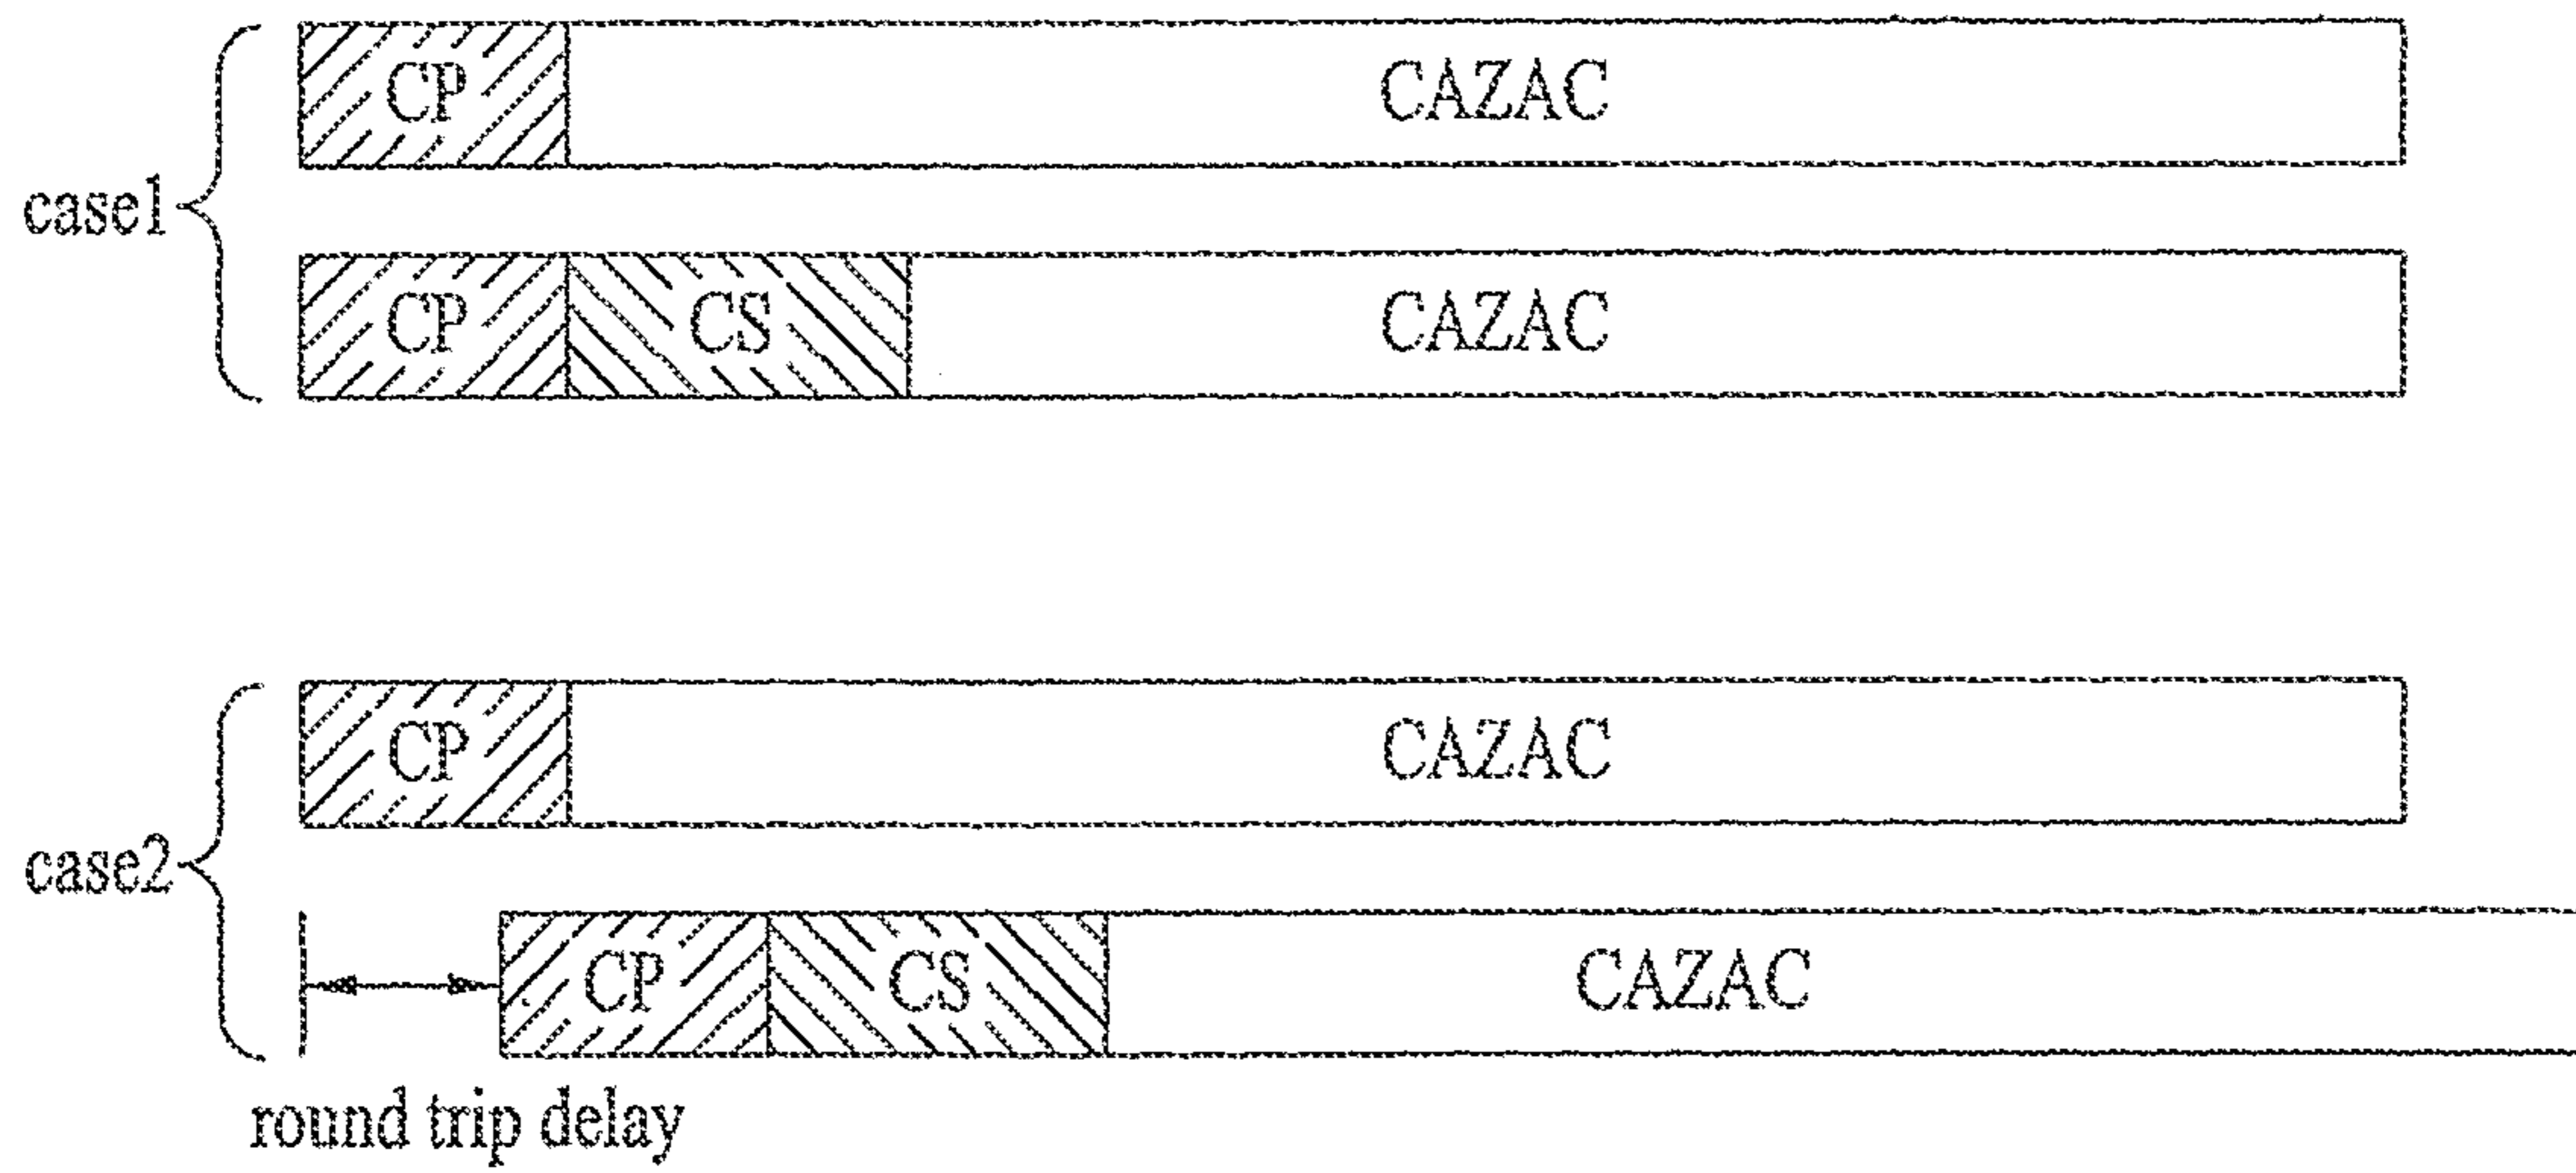 CP CAZAC
case1
CP CS CAZAC
CP CAZAC
case2
CP CS CAZAC
round trip delay